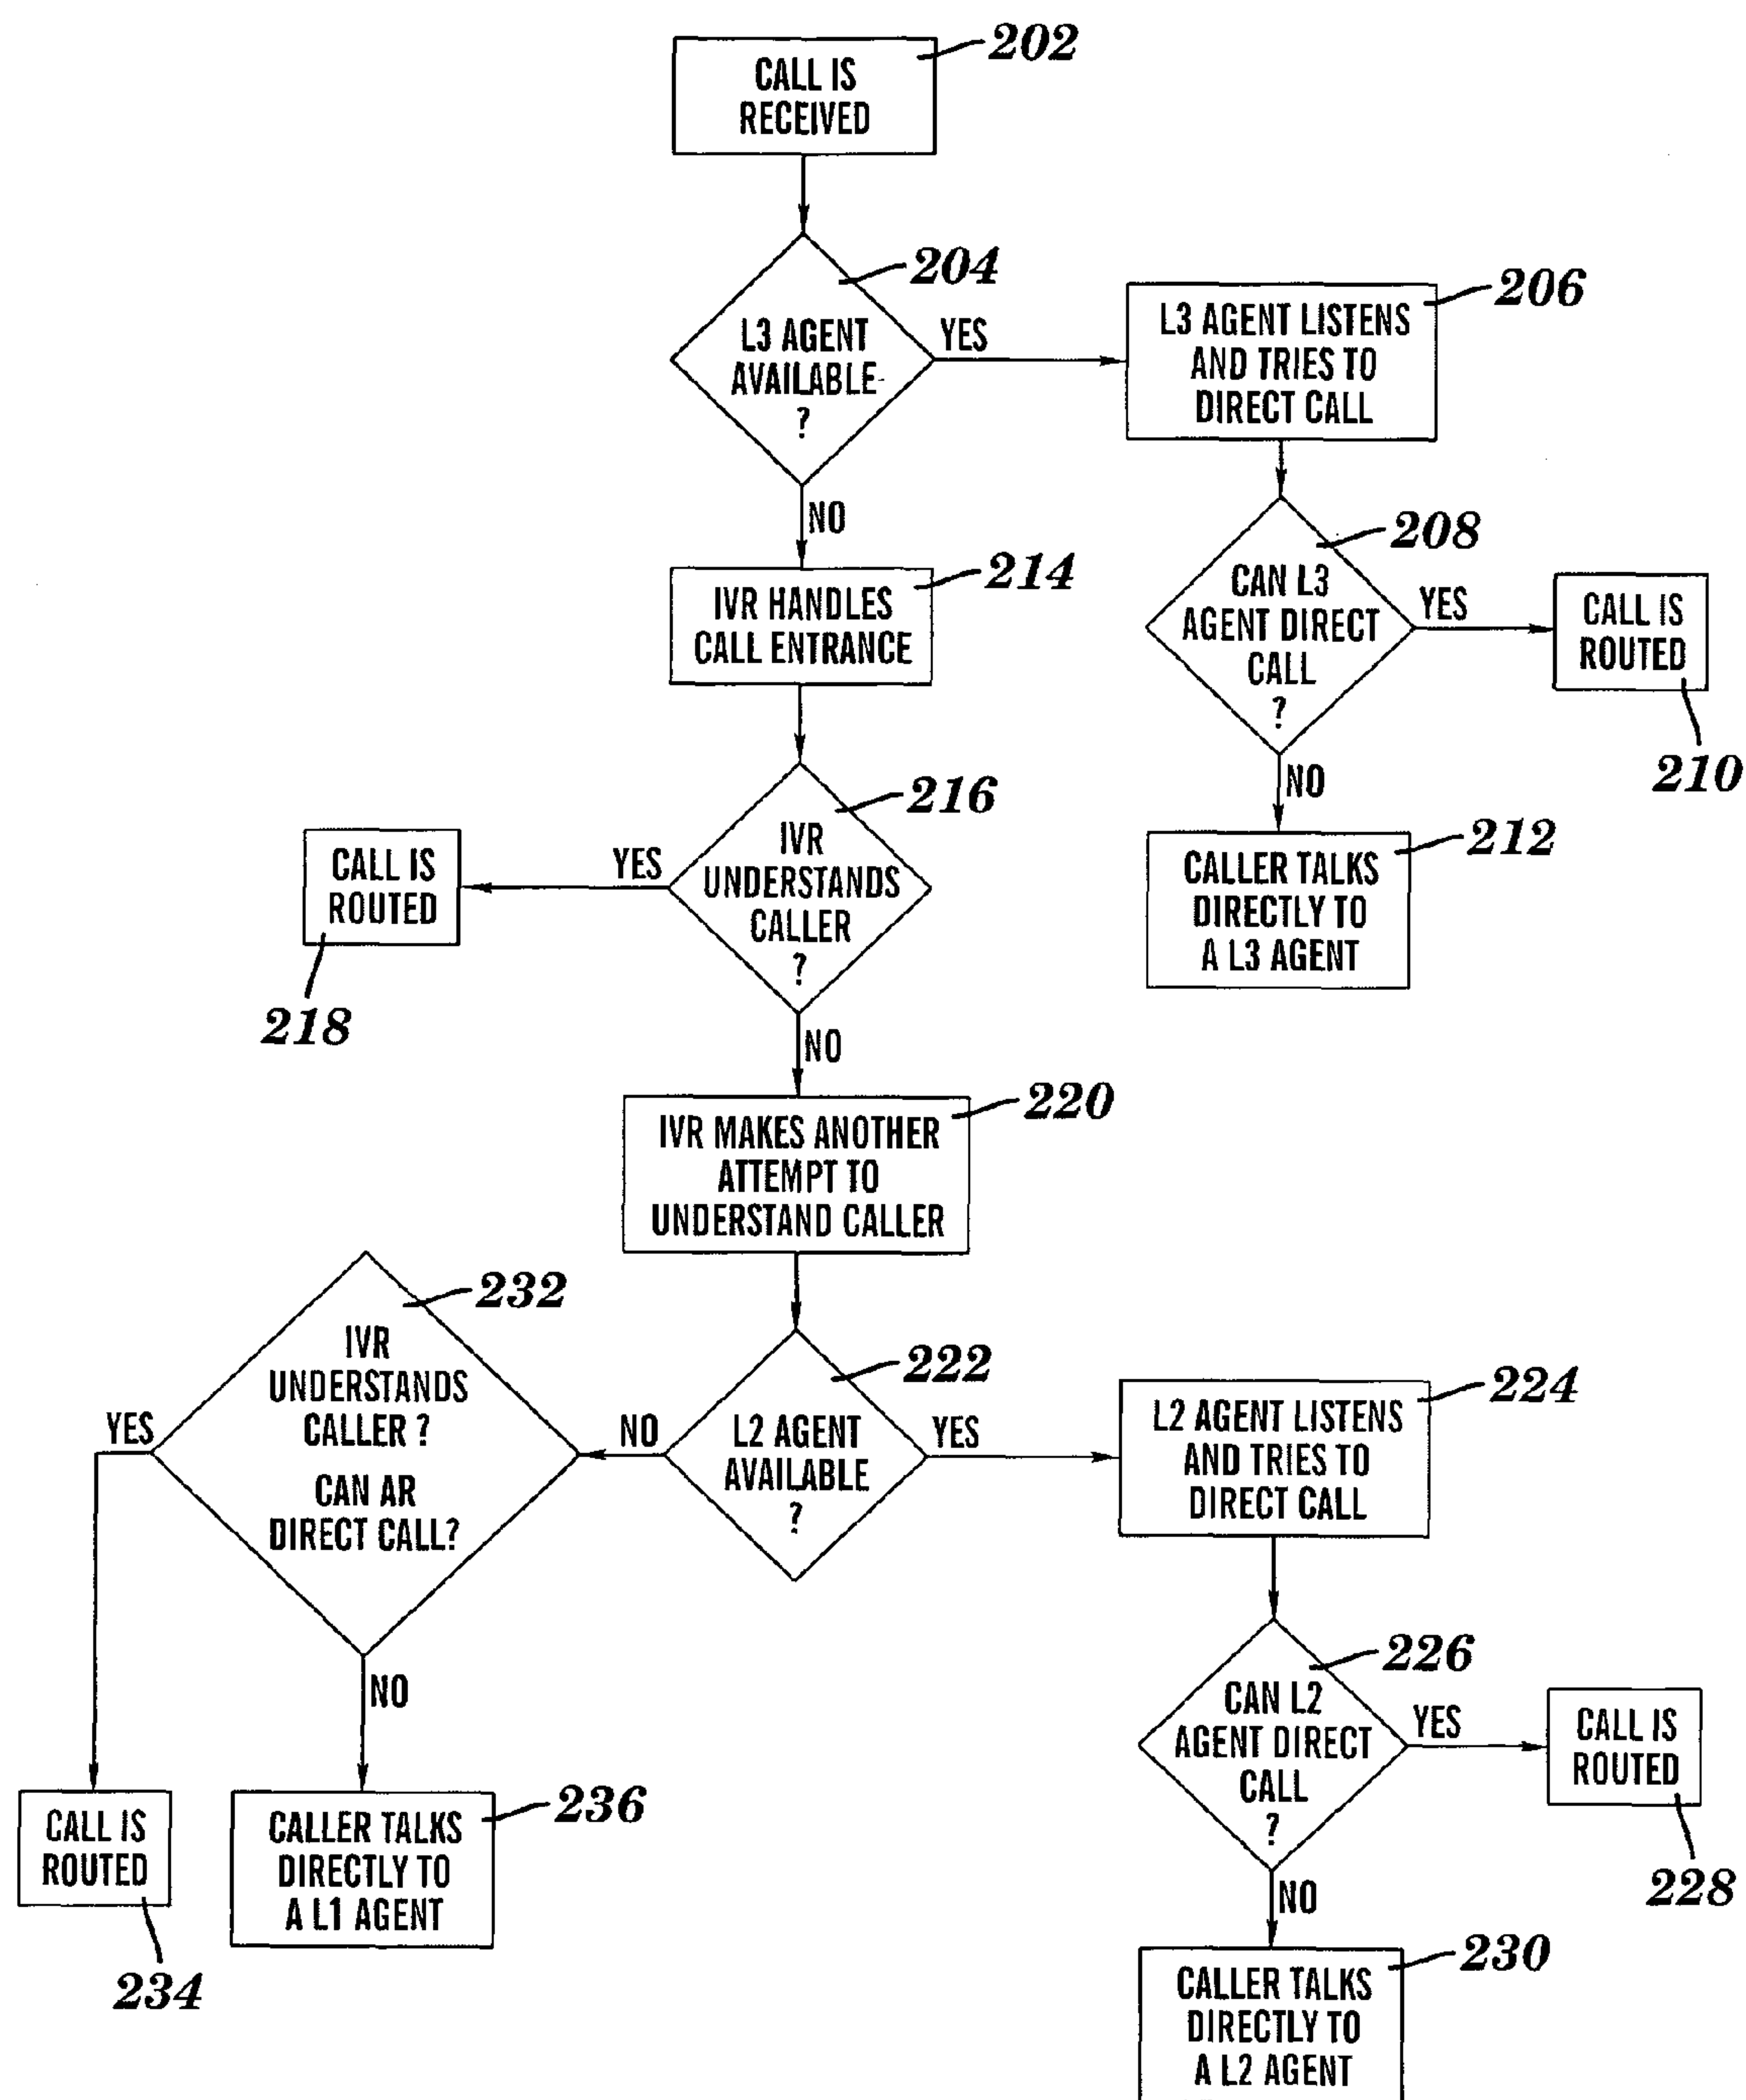 202
CALL IS
RECEIVED
204
L3 AGENT
AVAILABLE
?
YES
206
L3 AGENT LISTENS
AND TRIES TO
DIRECT CALL
NO
208
CAN L3
AGENT DIRECT
CALL
?
YES
CALL IS
ROUTED
210
NO
212
CALLER TALKS
DIRECTLY TO
A L3 AGENT
214
IVR HANDLES
CALL ENTRANCE
216
IVR
UNDERSTANDS
CALLER
?
YES
CALL IS
ROUTED
218
NO
220
IVR MAKES ANOTHER
ATTEMPT TO
UNDERSTAND CALLER
222
L2 AGENT
AVAILABLE
?
NO
YES
232
IVR
UNDERSTANDS
CALLER ?
CAN AR
DIRECT CALL?
YES
NO
CALL IS
ROUTED
234
236
CALLER TALKS
DIRECTLY TO
A L1 AGENT
224
L2 AGENT LISTENS
AND TRIES TO
DIRECT CALL
226
CAN L2
AGENT DIRECT
CALL
?
YES
CALL IS
ROUTED
228
NO
230
CALLER TALKS
DIRECTLY TO
A L2 AGENT